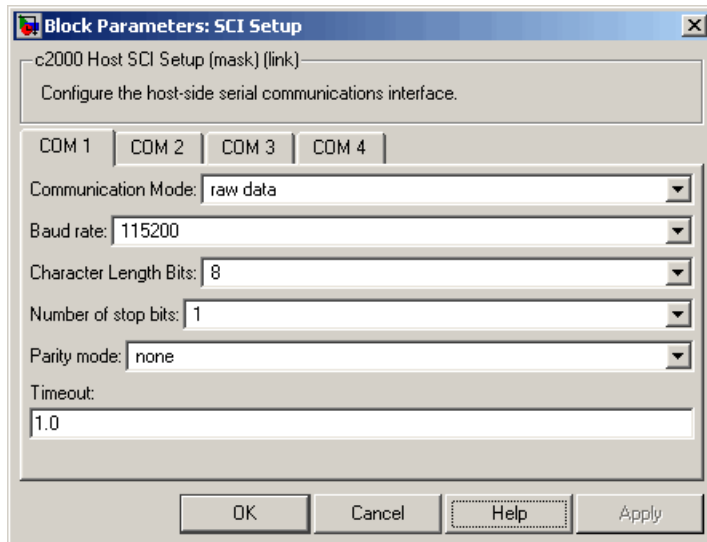 Block Parameters: SCI Setup
c2000 Host SCI Setup (mask) (link)
Configure the host-side serial communications interface.
COM 1 COM 2 COM 3 COM 4
Communication Mode: raw data
Baud rate: 115200
Character Length Bits: 8
Number of stop bits: 1
Parity mode: none
Timeout:
1.0
OK Cancel Help Apply